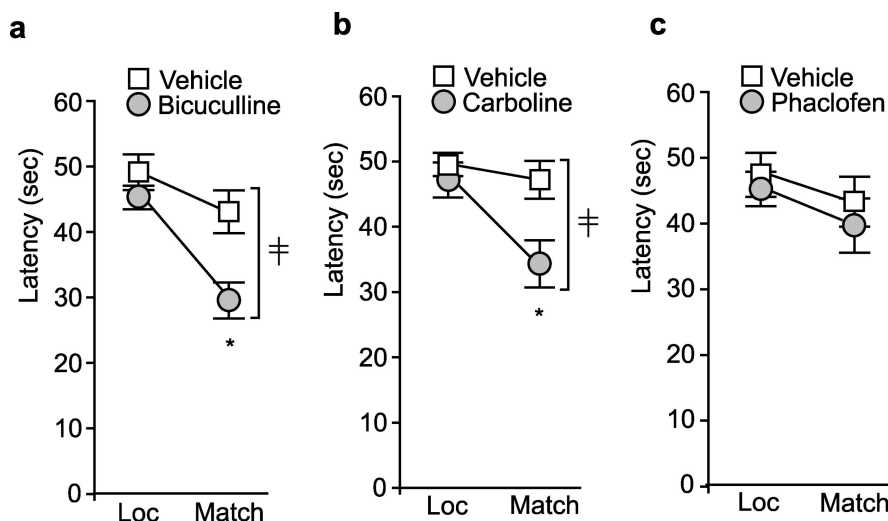 a
Vehicle
Bicuculline
Latency (sec)
60
50
40
30
20
10
0
‡
*
Loc Match
b
Vehicle
Carboline
Latency (sec)
60
50
40
30
20
10
0
‡
*
Loc Match
c
Vehicle
Phaclofen
Latency (sec)
60
50
40
30
20
10
0
Loc Match